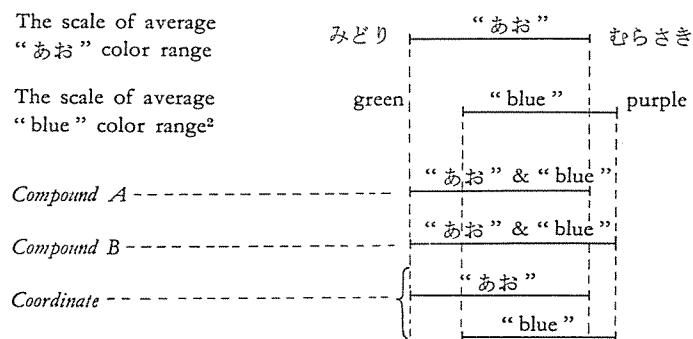 The scale of average
“あお” color range
みどり “あお” むらさき
The scale of average
“blue” color range²
green “blue” purple
Compound A “あお” & “blue”
Compound B “あお” & “blue”
Coordinate “あお”
“blue”